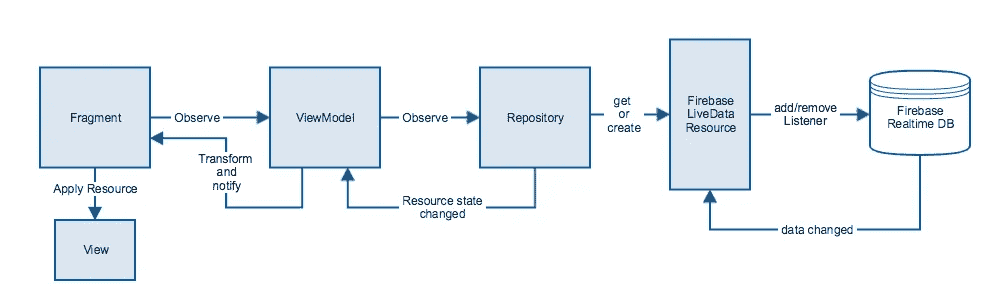 Fragment
Observe
ViewModel
Observe
Repository
get
or
create
Firebase
LiveData
Resource
add/remove
Listener
Firebase
Realtime DB
Transform
and
notify
Apply Resource
Resource state
changed
data changed
View